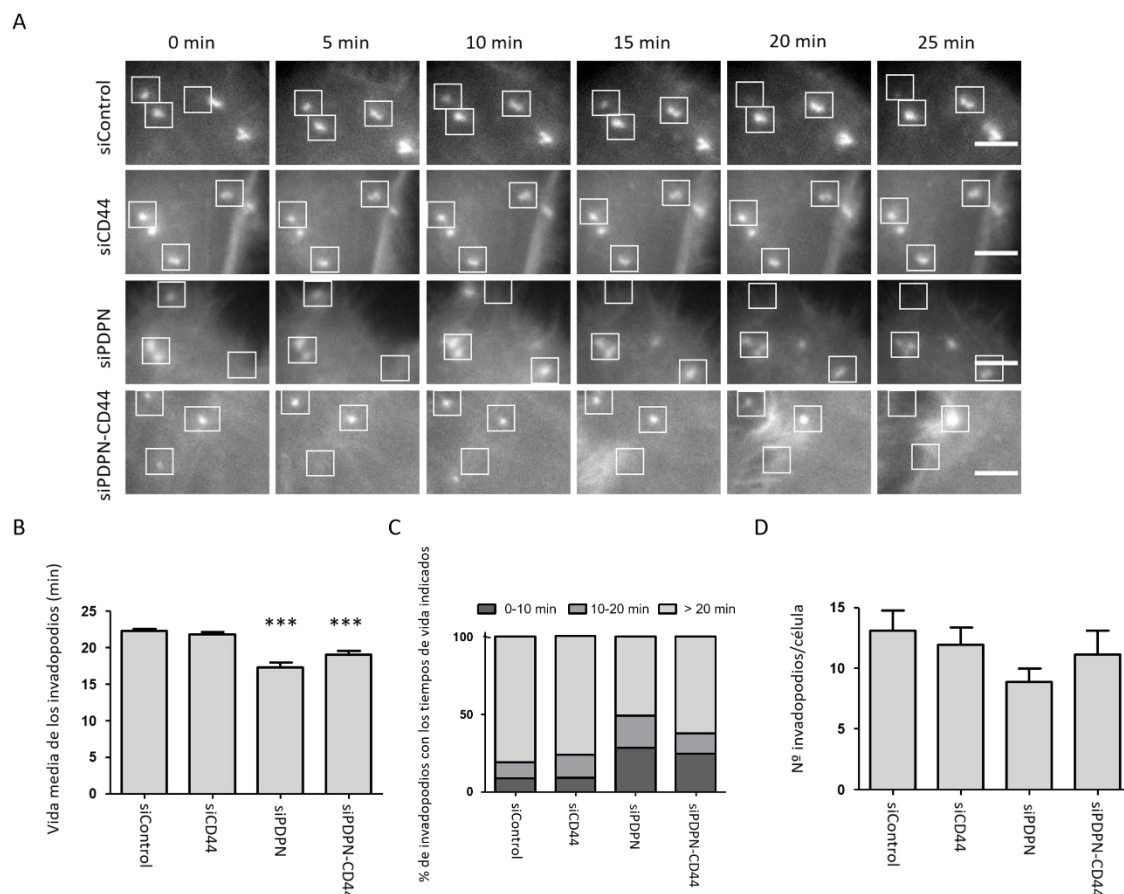 A
0 min 5 min 10 min 15 min 20 min 25 min
siControl
siCD44
siPDPN
siPDPN-CD44
B
Vida media de los invadopodios (min)
25
20
15
10
5
0
*** ***
siControl siCD44 siPDPN siPDPN-CD44
C
% de invadopodios con los tiempos de vida indicados
0-10 min 10-20 min > 20 min
100
50
0
siControl siCD44 siPDPN siPDPN-CD44
D
Nº invadopodios/célula
15
10
5
0
siControl siCD44 siPDPN siPDPN-CD44